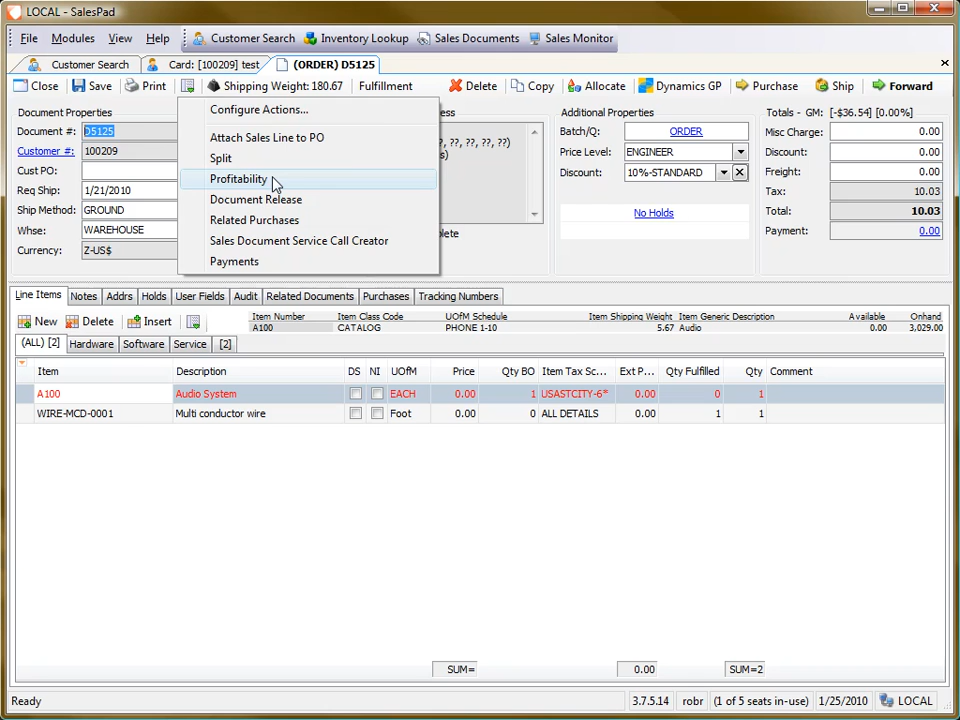 LOCAL - SalesPad
File Modules View Help Customer Search Inventory Lookup Sales Documents Sales Monitor
Customer Search Card: [100209] test (ORDER) D5125
Close Save Print Shipping Weight: 180.67 Fulfillment Delete Copy Allocate Dynamics GP Purchase Ship Forward
Document Properties
Document #: D5125
Customer #: 100209
Cust PO:
Req Ship: 1/21/2010
Ship Method: GROUND
Whse: WAREHOUSE
Currency: Z-US$
Configure Actions...
Attach Sales Line to PO
Split
Profitability
Document Release
Related Purchases
Sales Document Service Call Creator
Payments
ess
, ??, ??, ??, ??)
s)
lete
Additional Properties
Batch/Q: ORDER
Price Level: ENGINEER
Discount: 10%-STANDARD
No Holds
Totals - GM: [-$36.54] [0.00%]
Misc Charge: 0.00
Discount: 0.00
Freight: 0.00
Tax: 10.03
Total: 10.03
Payment: 0.00
Line Items Notes Addrs Holds User Fields Audit Related Documents Purchases Tracking Numbers
New Delete Insert
Item Number Item Class Code UOfM Schedule Item Shipping Weight Item Generic Description Available Onhand
A100 CATALOG PHONE 1-10 5.67 Audio 0.00 3,029.00
(ALL) [2] Hardware Software Service [2]
Item Description DS NI UOfM Price Qty BO Item Tax Sc... Ext P... Qty Fulfilled Qty Comment
A100 Audio System EACH 0.00 1 USASTCITY-6* 0.00 0 1
WIRE-MCD-0001 Multi conductor wire Foot 0.00 0 ALL DETAILS 0.00 1 1
SUM= 0.00 SUM=2
Ready 3.7.5.14 robr (1 of 5 seats in-use) 1/25/2010 LOCAL